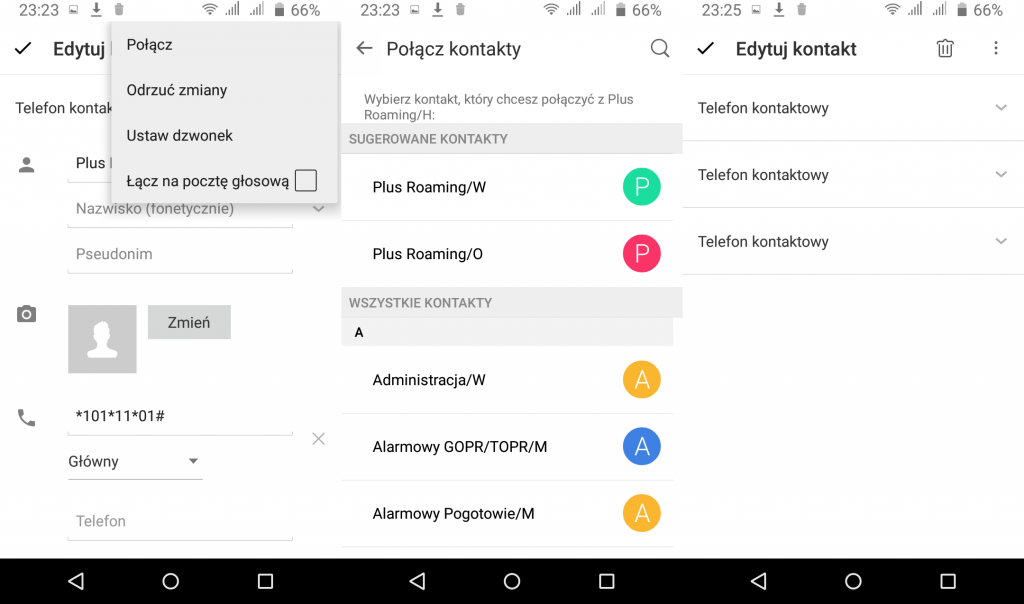 23:23 66%
Edytuj
Połącz
Odrzuć zmiany
Ustaw dzwonek
Łącz na pocztę głosową
Telefon kontak
Plus
Nazwisko (fonetycznie)
Pseudonim
Zmień
*101*11*01#
Główny
Telefon
23:23 66%
Połącz kontakty
Wybierz kontakt, który chcesz połączyć z Plus
Roaming/H:
SUGEROWANE KONTAKTY
Plus Roaming/W P
Plus Roaming/O P
WSZYSTKIE KONTAKTY
A
Administracja/W A
Alarmowy GOPR/TOPR/M A
Alarmowy Pogotowie/M A
23:25 66%
Edytuj kontakt
Telefon kontaktowy
Telefon kontaktowy
Telefon kontaktowy